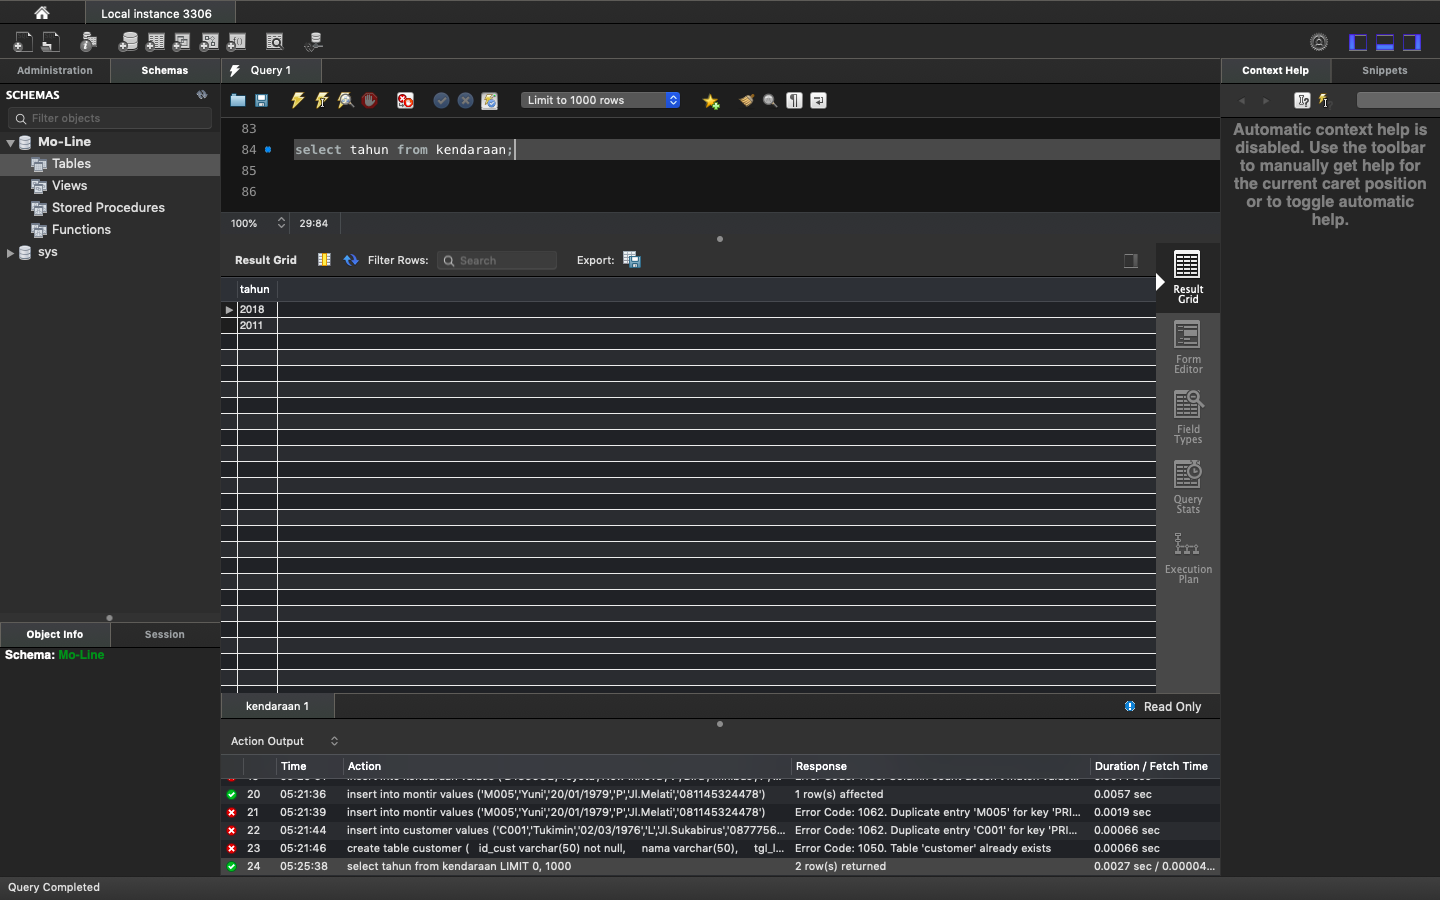 Local instance 3306
Administration
Schemas
Query 1
Context Help
Snippets
SCHEMAS
Filter objects
Mo-Line
Tables
Views
Stored Procedures
Functions
sys
Limit to 1000 rows
83
84 select tahun from kendaraan;
85
86
100% 29:84
Automatic context help is
disabled. Use the toolbar
to manually get help for
the current caret position
or to toggle automatic
help.
Result Grid Filter Rows: Search Export:
tahun
2018
2011
Result
Grid
Form
Editor
Field
Types
Query
Stats
Execution
Plan
Object Info
Session
Schema: Mo-Line
kendaraan 1
Read Only
Action Output
Time Action Response Duration / Fetch Time
20 05:21:36 insert into montir values ('M005','Yuni','20/01/1979','P','Jl.Melati','081145324478') 1 row(s) affected 0.0057 sec
21 05:21:39 insert into montir values ('M005','Yuni','20/01/1979','P','Jl.Melati','081145324478') Error Code: 1062. Duplicate entry 'M005' for key 'PRI... 0.0019 sec
22 05:21:44 insert into customer values ('C001','Tukimin','02/03/1976','L','Jl.Sukabirus','0877756... Error Code: 1062. Duplicate entry 'C001' for key 'PRI... 0.00066 sec
23 05:21:46 create table customer ( id_cust varchar(50) not null, nama varchar(50), tgl_l... Error Code: 1050. Table 'customer' already exists 0.00066 sec
24 05:25:38 select tahun from kendaraan LIMIT 0, 1000 2 row(s) returned 0.0027 sec / 0.00004...
Query Completed